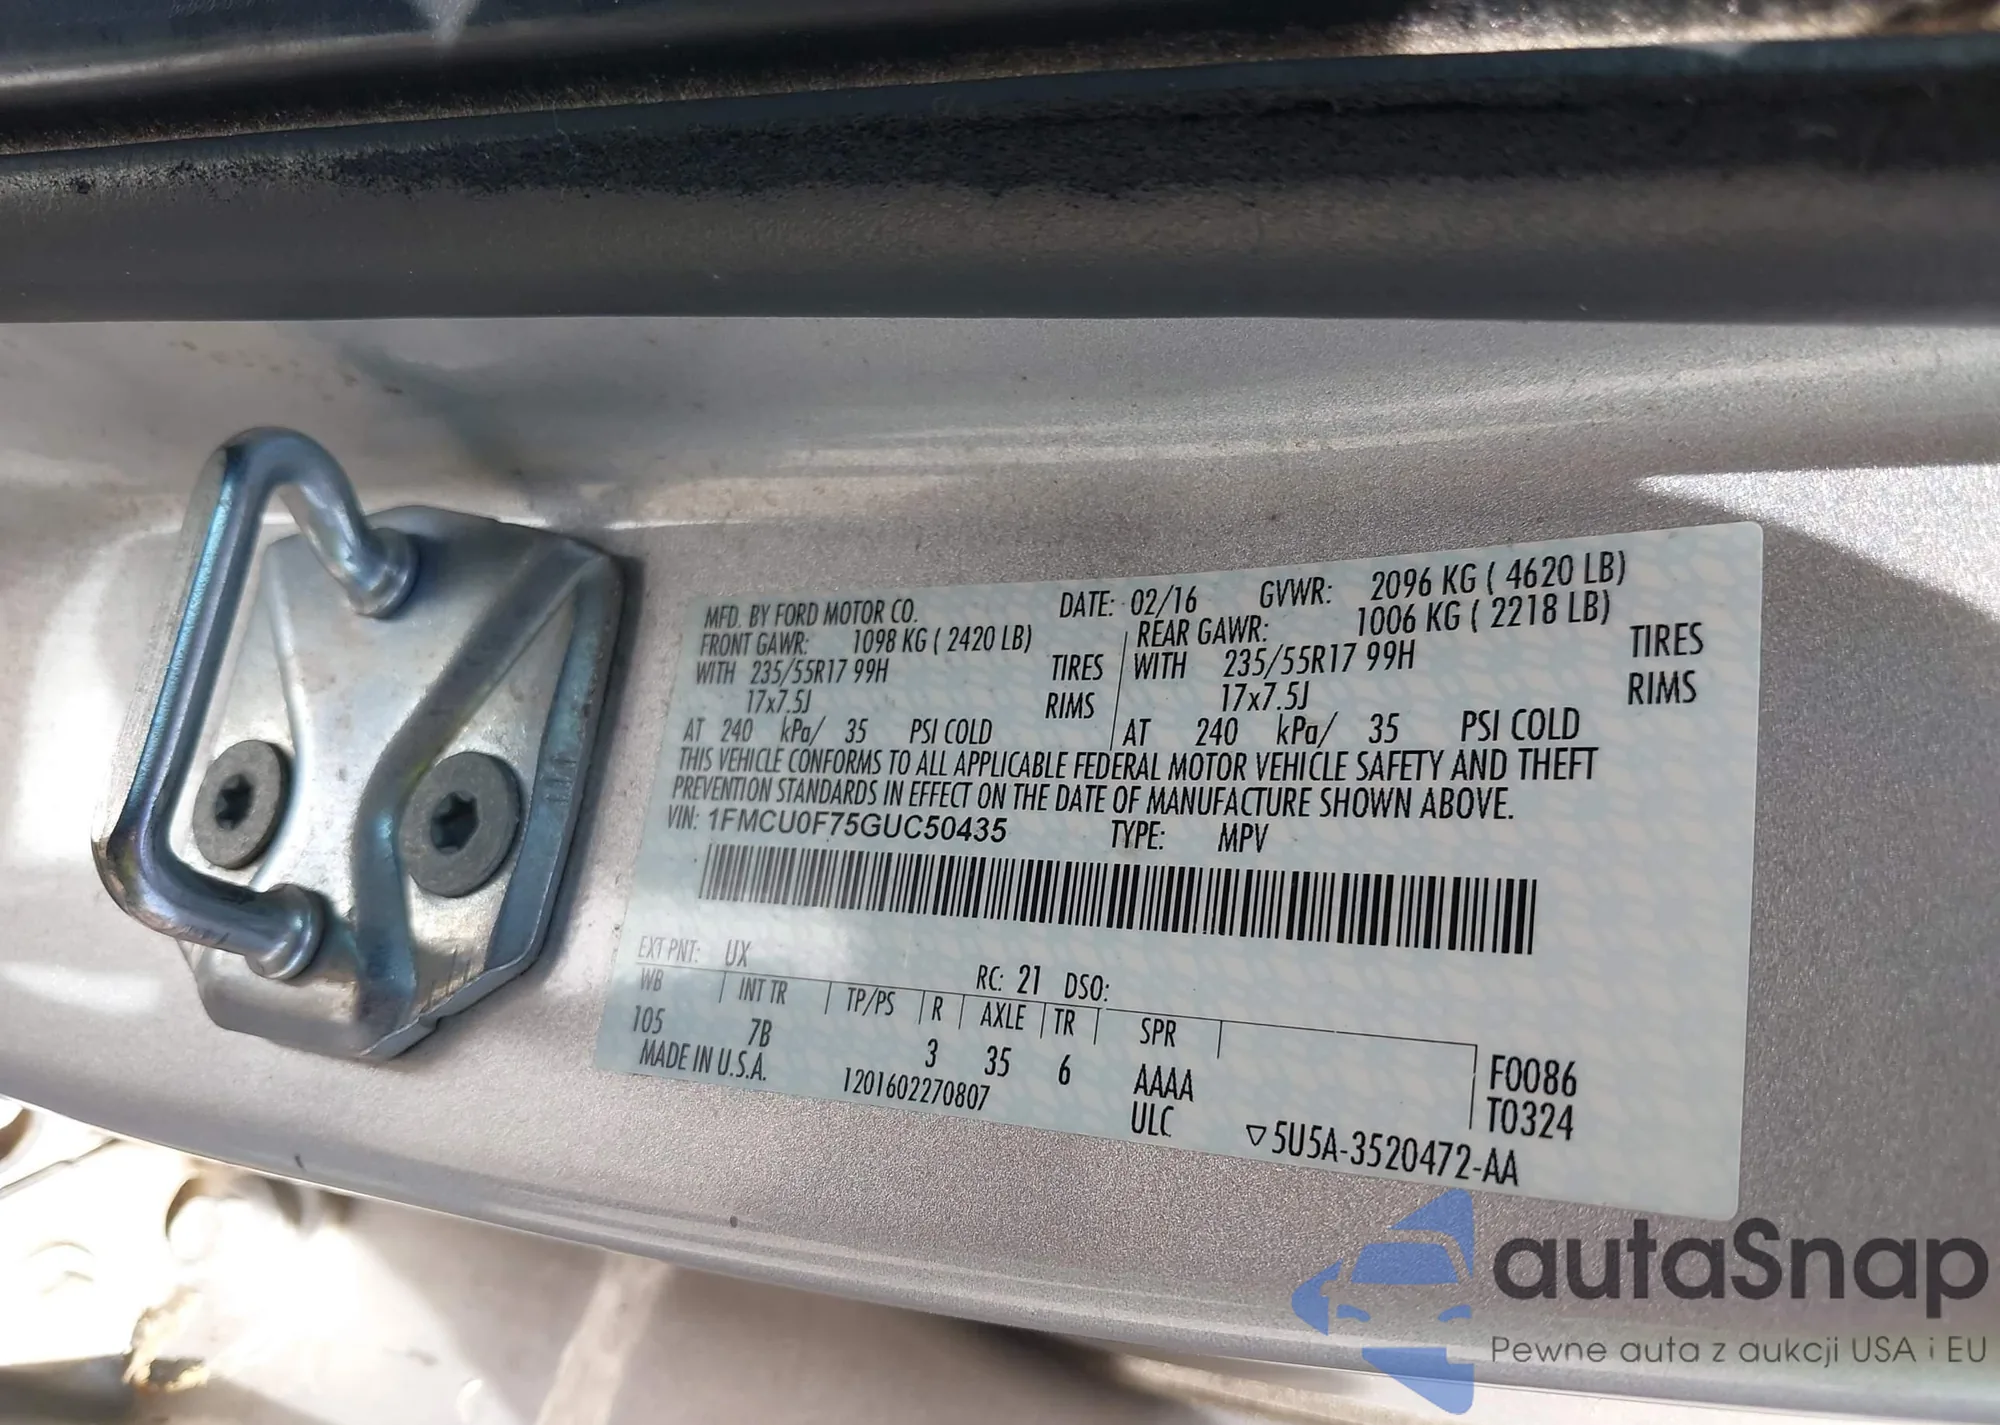 MFD. BY FORD MOTOR CO. DATE: 02/16 GVWR: 2096 KG ( 4620 LB)
FRONT GAWR: 1098 KG ( 2420 LB) REAR GAWR: 1006 KG ( 2218 LB)
WITH 235/55R17 99H TIRES WITH 235/55R17 99H TIRES
17x7.5J RIMS 17x7.5J RIMS
AT 240 kPa/ 35 PSI COLD AT 240 kPa/ 35 PSI COLD
THIS VEHICLE CONFORMS TO ALL APPLICABLE FEDERAL MOTOR VEHICLE SAFETY AND THEFT
PREVENTION STANDARDS IN EFFECT ON THE DATE OF MANUFACTURE SHOWN ABOVE.
VIN: 1FMCU0F75GUC50435 TYPE: MPV
EXT PNT: UX RC: 21 DSO:
WB INT TR TP/PS R AXLE TR SPR
105 7B 3 35 6 AAAA F0086
MADE IN U.S.A. 1201602270807 ULC T0324
▽5U5A-3520472-AA
autaSnap
Pewne auta z aukcji USA i EU